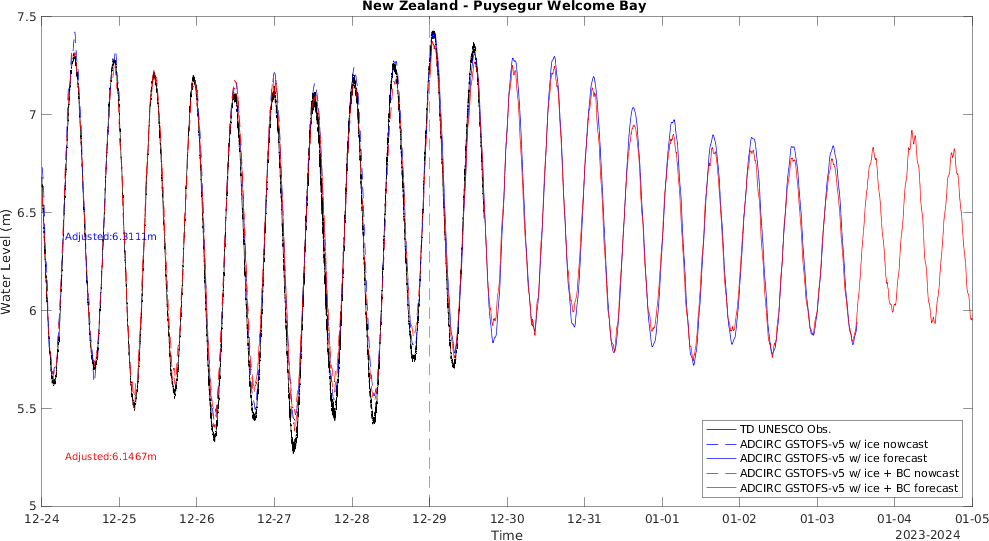 New Zealand - Puysegur Welcome Bay
7.5
7
6.5
6
5.5
5
Water Level (m)
Adjusted:6.3111m
Adjusted:6.1467m
TD UNESCO Obs.
ADCIRC GSTOFS-v5 w/ ice nowcast
ADCIRC GSTOFS-v5 w/ ice forecast
ADCIRC GSTOFS-v5 w/ ice + BC nowcast
ADCIRC GSTOFS-v5 w/ ice + BC forecast
12-24 12-25 12-26 12-27 12-28 12-29 12-30 12-31 01-01 01-02 01-03 01-04 01-05
Time
2023-2024